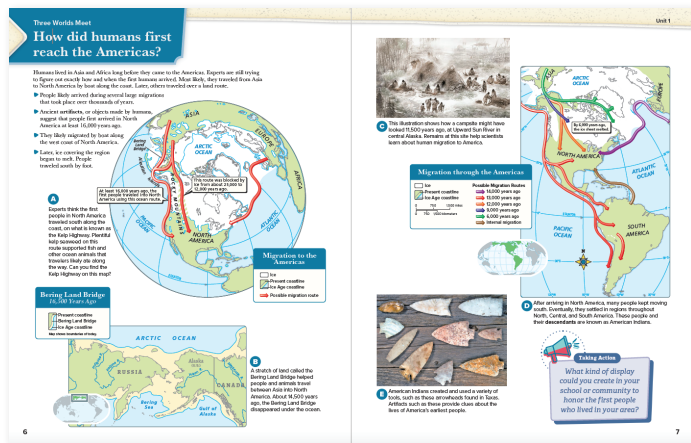 Three Worlds Meet
How did humans first
reach the Americas?
Humans lived in Asia and Africa long before they came to the Americas. Experts are still trying
to figure out exactly how and when the first humans arrived. Most likely, they traveled from Asia
to North America by boat along the coast. Later, others traveled over a land route.
People likely arrived during several large migrations
that took place over thousands of years.
Ancient artifacts, or objects made by humans,
suggest that people first arrived in North
America at least 16,000 years ago.
They likely migrated by boat along
the west coast of North America.
Later, ice covering the region
began to melt. People
traveled south by foot.
A
Experts think the first
people in North America
traveled south along the
coast, on what is known as
the Kelp Highway. Plentiful
kelp seaweed on this
route supported fish and
other ocean animals that
travelers likely ate along
the way. Can you find the
Kelp Highway on this map?
ASIA
EUROPE
AFRICA
ARCTIC
OCEAN
Bering
Land
Bridge
At least 16,000 years ago, the
first people traveled into North
America using this ocean route.
This route was blocked by
ice from about 21,000 to
12,000 years ago.
ROCKY MOUNTAINS
NORTH
AMERICA
PACIFIC
OCEAN
ATLANTIC
OCEAN
Migration to the
Americas
Ice
Present coastline
Ice Age coastline
Possible migration route
Bering Land Bridge
16,500 Years Ago
Present coastline
Bering Land Bridge
Ice Age coastline
Map shows boundaries of today.
ARCTIC OCEAN
RUSSIA
Alaska
CANADA
Bering
Sea
Gulf of
Alaska
B
A stretch of land called the
Bering Land Bridge helped
people and animals travel
between Asia into North
America. About 14,500 years
ago, the Bering Land Bridge
disappeared under the ocean.
6
Unit 1
C
This illustration shows how a campsite might have
looked 11,500 years ago, at Upward Sun River in
central Alaska. Remains at this site help scientists
learn about human migration to America.
Migration through the Americas
Ice
Present coastline
Ice Age coastline
Possible Migration Routes
16,000 years ago
13,000 years ago
12,000 years ago
9,000 years ago
6,000 years ago
Internal migration
ASIA
ARCTIC
OCEAN
EUROPE
By 6,000 years ago,
the ice sheet melted.
NORTH AMERICA
ATLANTIC
OCEAN
PACIFIC
OCEAN
SOUTH
AMERICA
D
After arriving in North America, many people kept moving
south. Eventually, they settled in regions throughout
North, Central, and South America. These people and
their descendants are known as American Indians.
E
American Indians created and used a variety of
tools, such as these arrowheads found in Texas.
Artifacts such as these provide clues about the
lives of America's earliest people.
Taking Action
What kind of display
could you create in your
school or community to
honor the first people
who lived in your area?
7